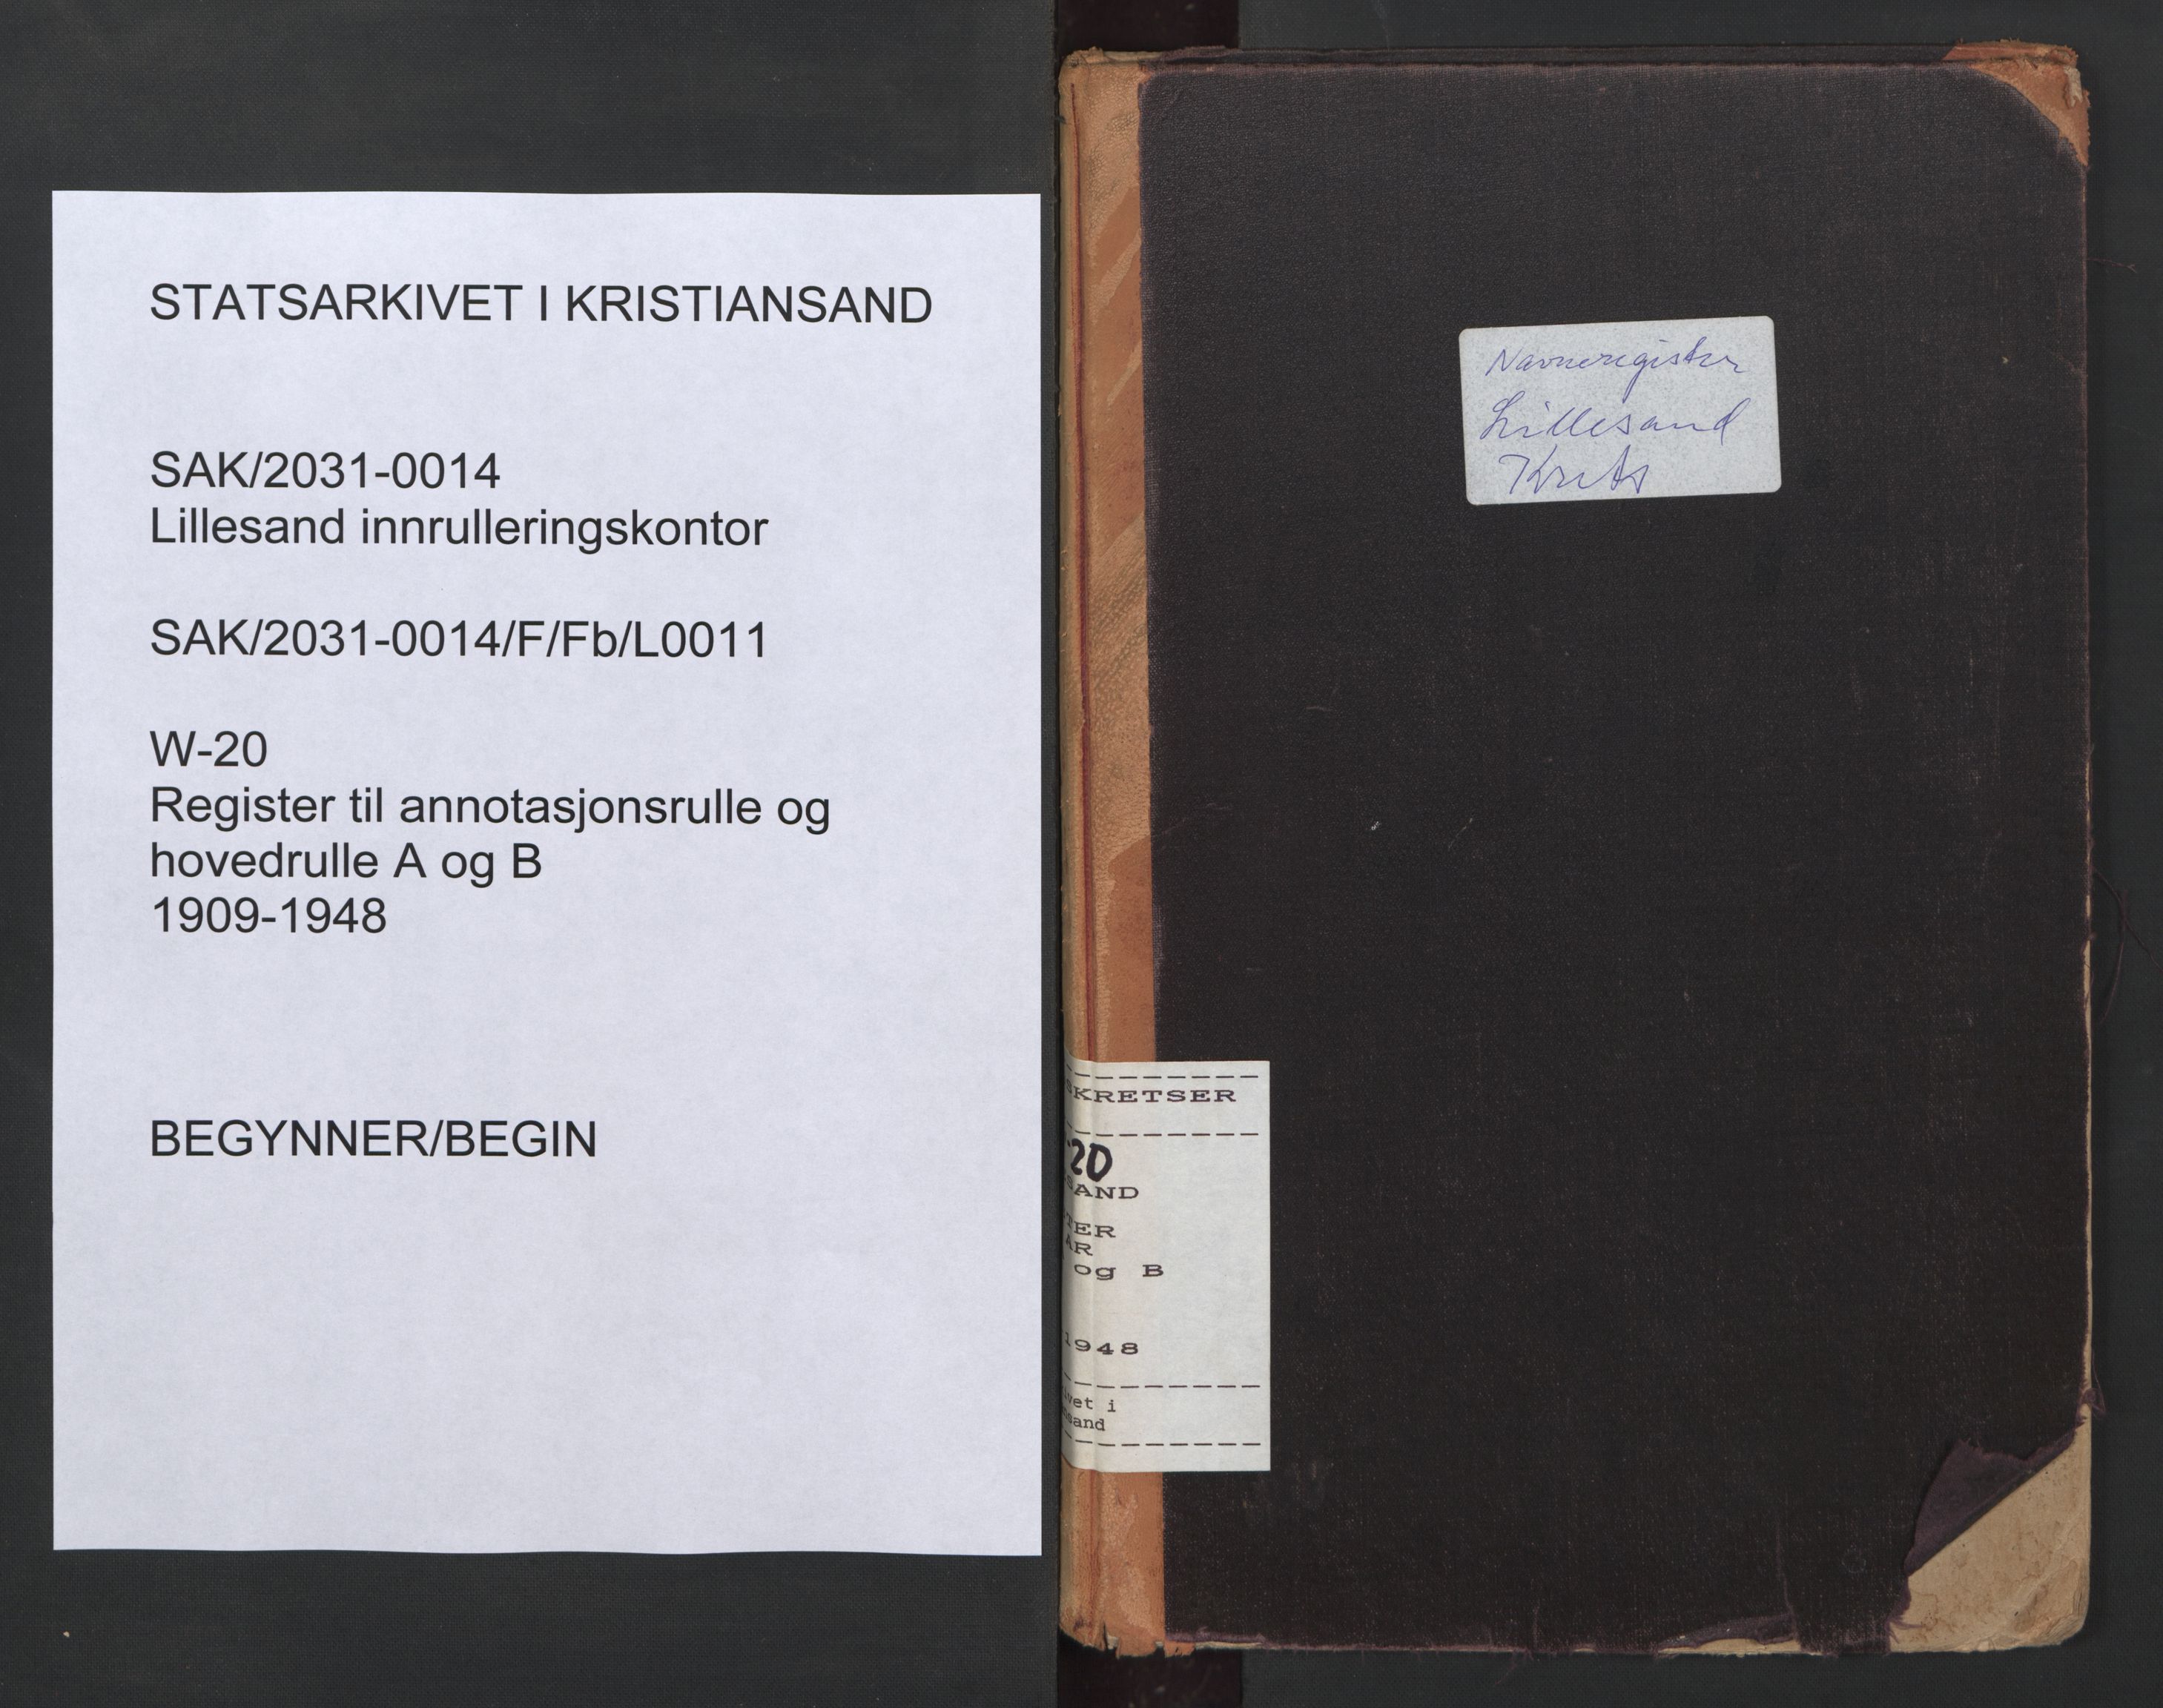 STATSARKIVET I KRISTIANSAND
SAK/2031-0014
Lillesand innrulleringskontor
SAK/2031-0014/F/Fb/L0011
W-20
Register til annotasjonsrulle og
hovedrulle A og B
1909-1948
BEGYNNER/BEGIN
Navneregister
Lillesand
Krets
SKRETSER
20
SAND
TER
AR
og B
1948
vet i
sand